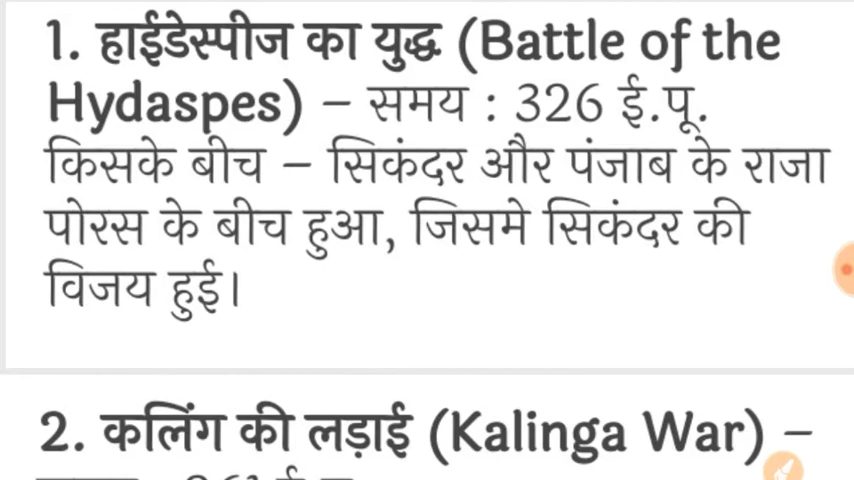 1. हाईडेस्पीज का युद्ध (Battle of the
Hydaspes) – समय : 326 ई.पू.
किसके बीच – सिकंदर और पंजाब के राजा
पोरस के बीच हुआ, जिसमे सिकंदर की
विजय हुई।
2. कलिंग की लड़ाई (Kalinga War) –